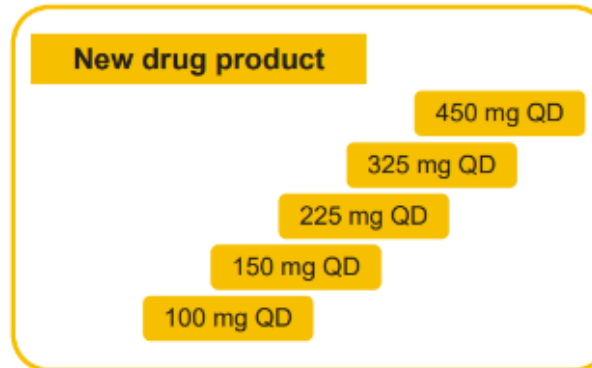 New drug product
450 mg QD
325 mg QD
225 mg QD
150 mg QD
100 mg QD